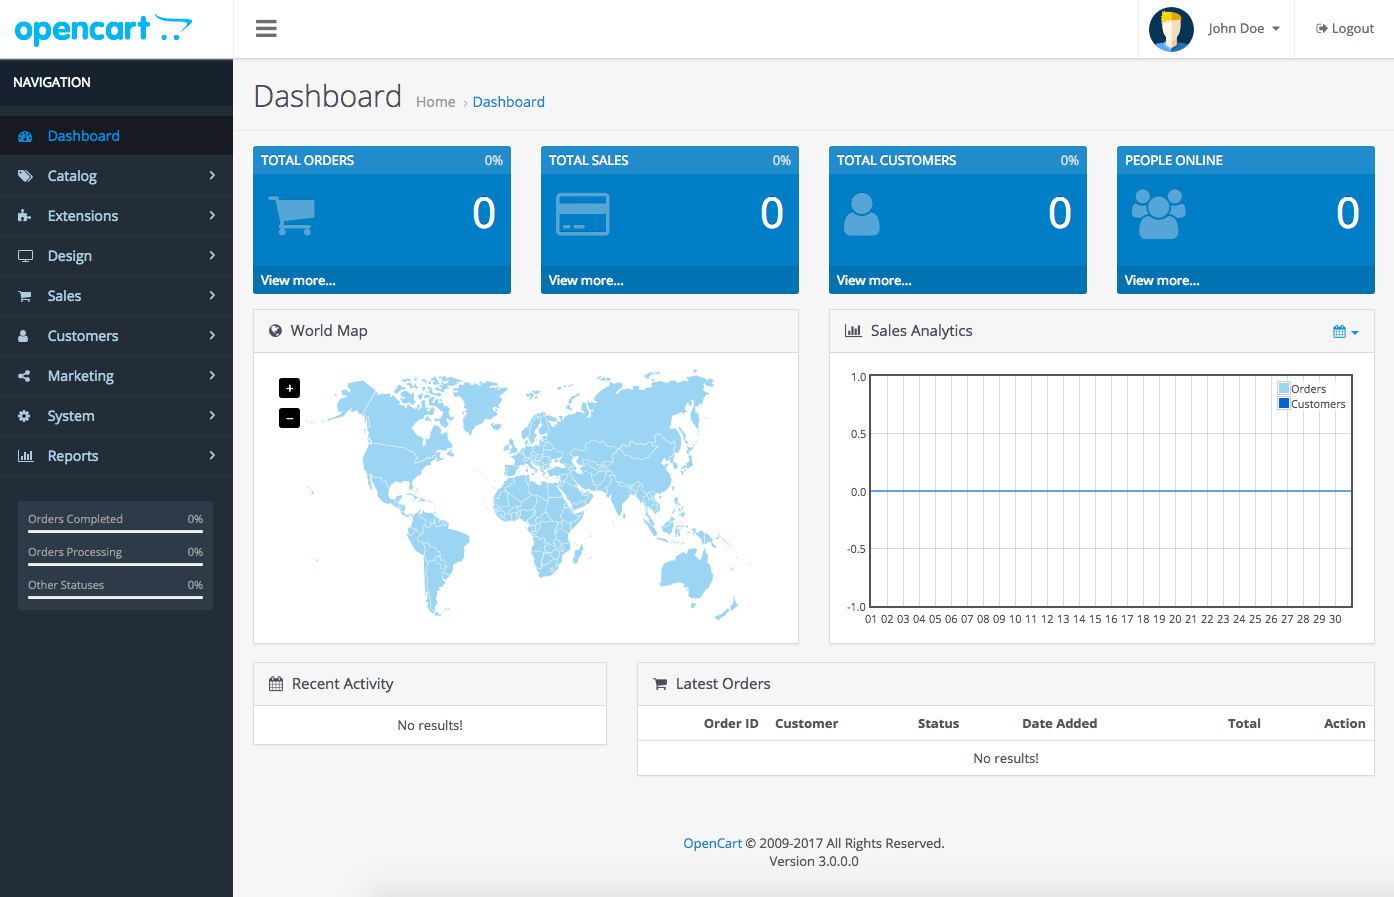 opencart
John Doe
Logout
NAVIGATION
Dashboard
Catalog
Extensions
Design
Sales
Customers
Marketing
System
Reports
Orders Completed 0%
Orders Processing 0%
Other Statuses 0%
Dashboard Home › Dashboard
TOTAL ORDERS 0%
0
View more...
TOTAL SALES 0%
0
View more...
TOTAL CUSTOMERS 0%
0
View more...
PEOPLE ONLINE
0
View more...
World Map
+
−
Sales Analytics
1.0
0.5
0.0
-0.5
-1.0
Orders
Customers
01 02 03 04 05 06 07 08 09 10 11 12 13 14 15 16 17 18 19 20 21 22 23 24 25 26 27 28 29 30
Recent Activity
No results!
Latest Orders
Order ID Customer Status Date Added Total Action
No results!
OpenCart © 2009-2017 All Rights Reserved.
Version 3.0.0.0